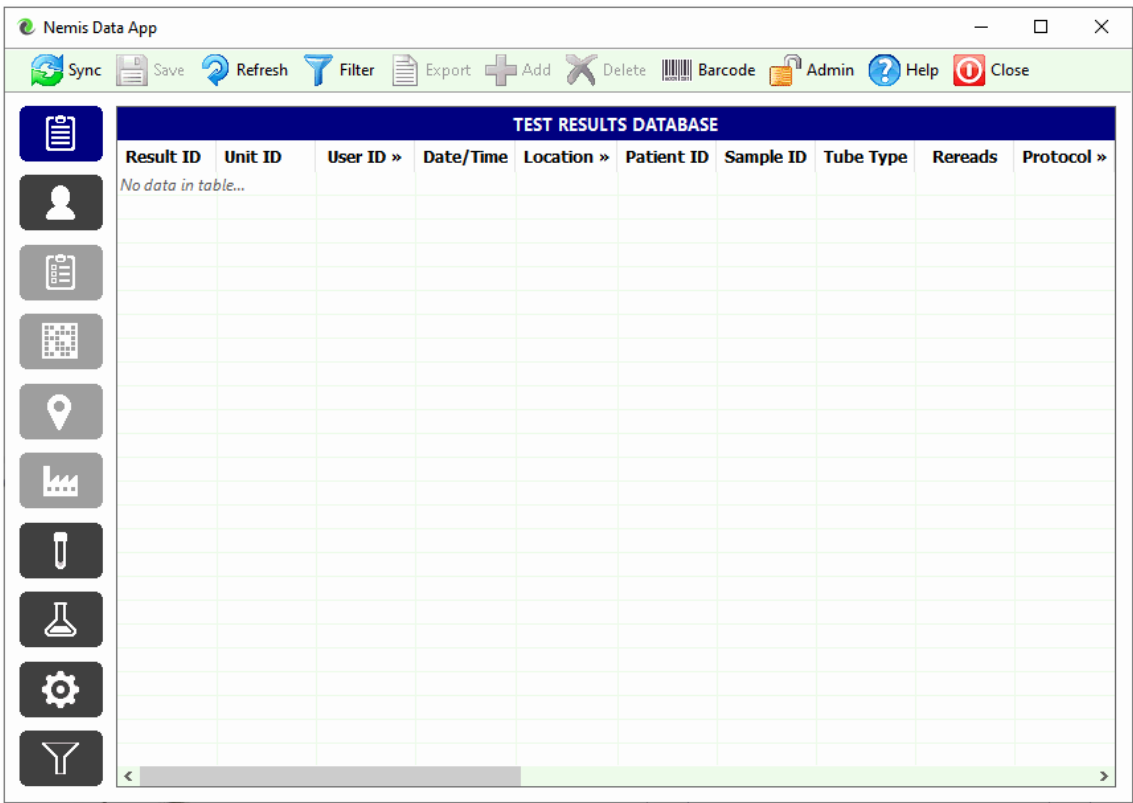 Nemis Data App
Sync Save Refresh Filter Export Add Delete Barcode Admin Help Close
TEST RESULTS DATABASE
Result ID Unit ID User ID » Date/Time Location » Patient ID Sample ID Tube Type Rereads Protocol »
No data in table...